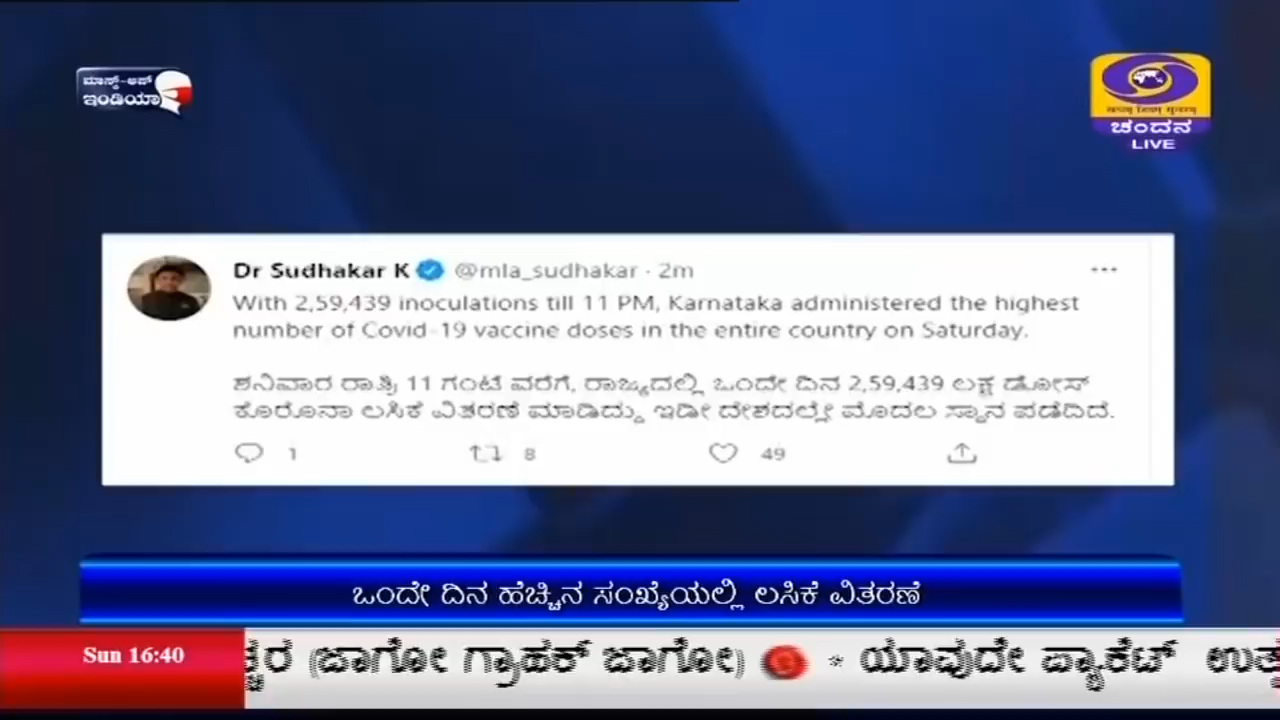 ಮಾಸ್ಕ್-ಅಪ್
ಇಂಡಿಯಾ
ಚಂದನ
LIVE
Dr Sudhakar K @mla_sudhakar · 2m
With 2,59,439 inoculations till 11 PM, Karnataka administered the highest
number of Covid-19 vaccine doses in the entire country on Saturday.
ಶನಿವಾರ ರಾತ್ರಿ 11 ಗಂಟೆ ವರೆಗೆ, ರಾಜ್ಯದಲ್ಲಿ ಒಂದೇ ದಿನ 2,59,439 ಲಕ್ಷ ಡೋಸ್
ಕೊರೊನಾ ಲಸಿಕೆ ವಿತರಣೆ ಮಾಡಿದ್ದು ಇಡೀ ದೇಶದಲ್ಲೇ ಮೊದಲ ಸ್ಥಾನ ಪಡೆದಿದೆ.
1 8 49
ಒಂದೇ ದಿನ ಹೆಚ್ಚಿನ ಸಂಖ್ಯೆಯಲ್ಲಿ ಲಸಿಕೆ ವಿತರಣೆ
Sun 16:40 (ಜಾಗೋ ಗ್ರಾಹಕ್ ಜಾಗೋ) * ಯಾವುದೇ ಪ್ಯಾಕೆಟ್